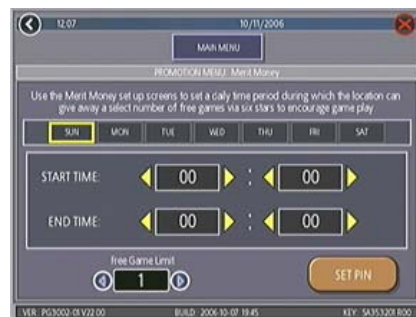 12:07 10/11/2006
MAIN MENU
PROMOTION MENU: Merit Money
Use the Merit Money set up screens to set a daily time period during which the location can
give away a select number of free games via six stars to encourage game play
SUN MON TUE WED THU FRI SAT
START TIME: 00 : 00
END TIME: 00 : 00
Free Game Limit
1
SET PIN
VER: PG3002-01 V22.00 BUILD 2006-10-07 19:45 KEY: SA353201 R00